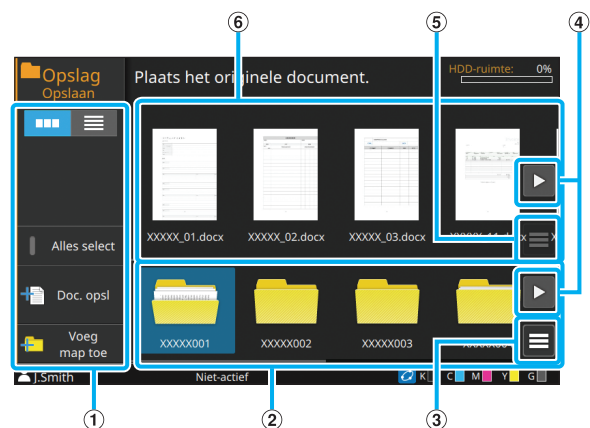 ⑥ ⑤ ④
Opslag
Opslaan
Plaats het originele document.
HDD-ruimte: 0%
Alles select
Doc. opsl
Voeg
map toe
XXXXX_01.docx XXXXX_02.docx XXXXX_03.docx
XXXXX001 XXXXX002 XXXXX003
J.Smith Niet-actief K C M Y G
① ② ③